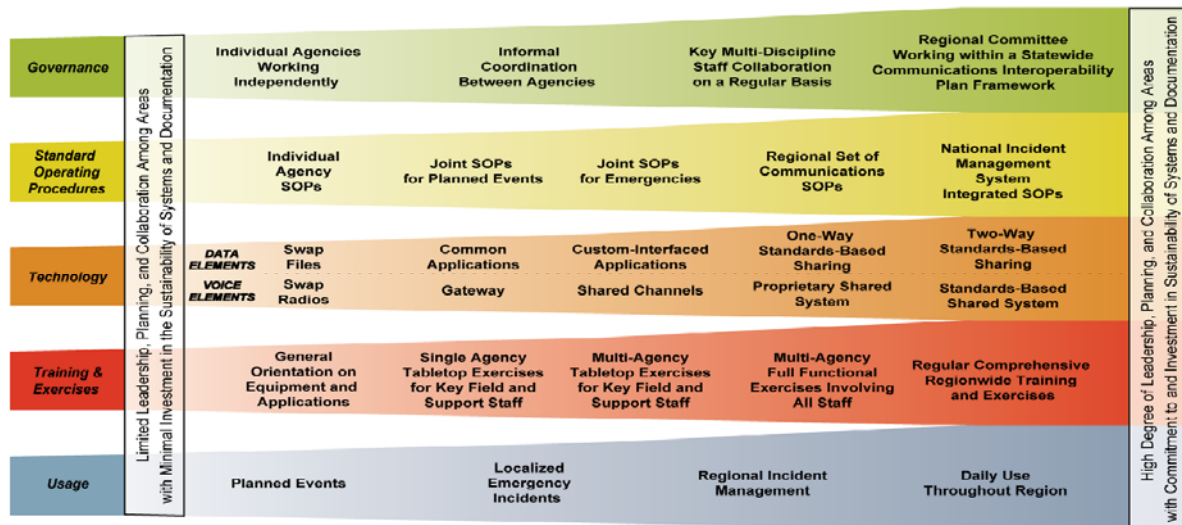 Governance
Limited Leadership, Planning, and Collaboration Among Areas
with Minimal Investment in the Sustainability of Systems and Documentation
Individual Agencies
Working
Independently
Informal
Coordination
Between Agencies
Key Multi-Discipline
Staff Collaboration
on a Regular Basis
Regional Committee
Working within a Statewide
Communications Interoperability
Plan Framework
High Degree of Leadership, Planning, and Collaboration Among Areas
with Commitment to and Investment in Sustainability of Systems and Documentation
Standard
Operating
Procedures
Individual
Agency
SOPs
Joint SOPs
for Planned Events
Joint SOPs
for Emergencies
Regional Set of
Communications
SOPs
National Incident
Management
System
Integrated SOPs
Technology
DATA
ELEMENTS
Swap
Files
Common
Applications
Custom-Interfaced
Applications
One-Way
Standards-Based
Sharing
Two-Way
Standards-Based
Sharing
VOICE
ELEMENTS
Swap
Radios
Gateway
Shared Channels
Proprietary Shared
System
Standards-Based
Shared System
Training &
Exercises
General
Orientation on
Equipment and
Applications
Single Agency
Tabletop Exercises
for Key Field and
Support Staff
Multi-Agency
Tabletop Exercises
for Key Field and
Support Staff
Multi-Agency
Full Functional
Exercises Involving
All Staff
Regular Comprehensive
Regionwide Training
and Exercises
Usage
Planned Events
Localized
Emergency
Incidents
Regional Incident
Management
Daily Use
Throughout Region